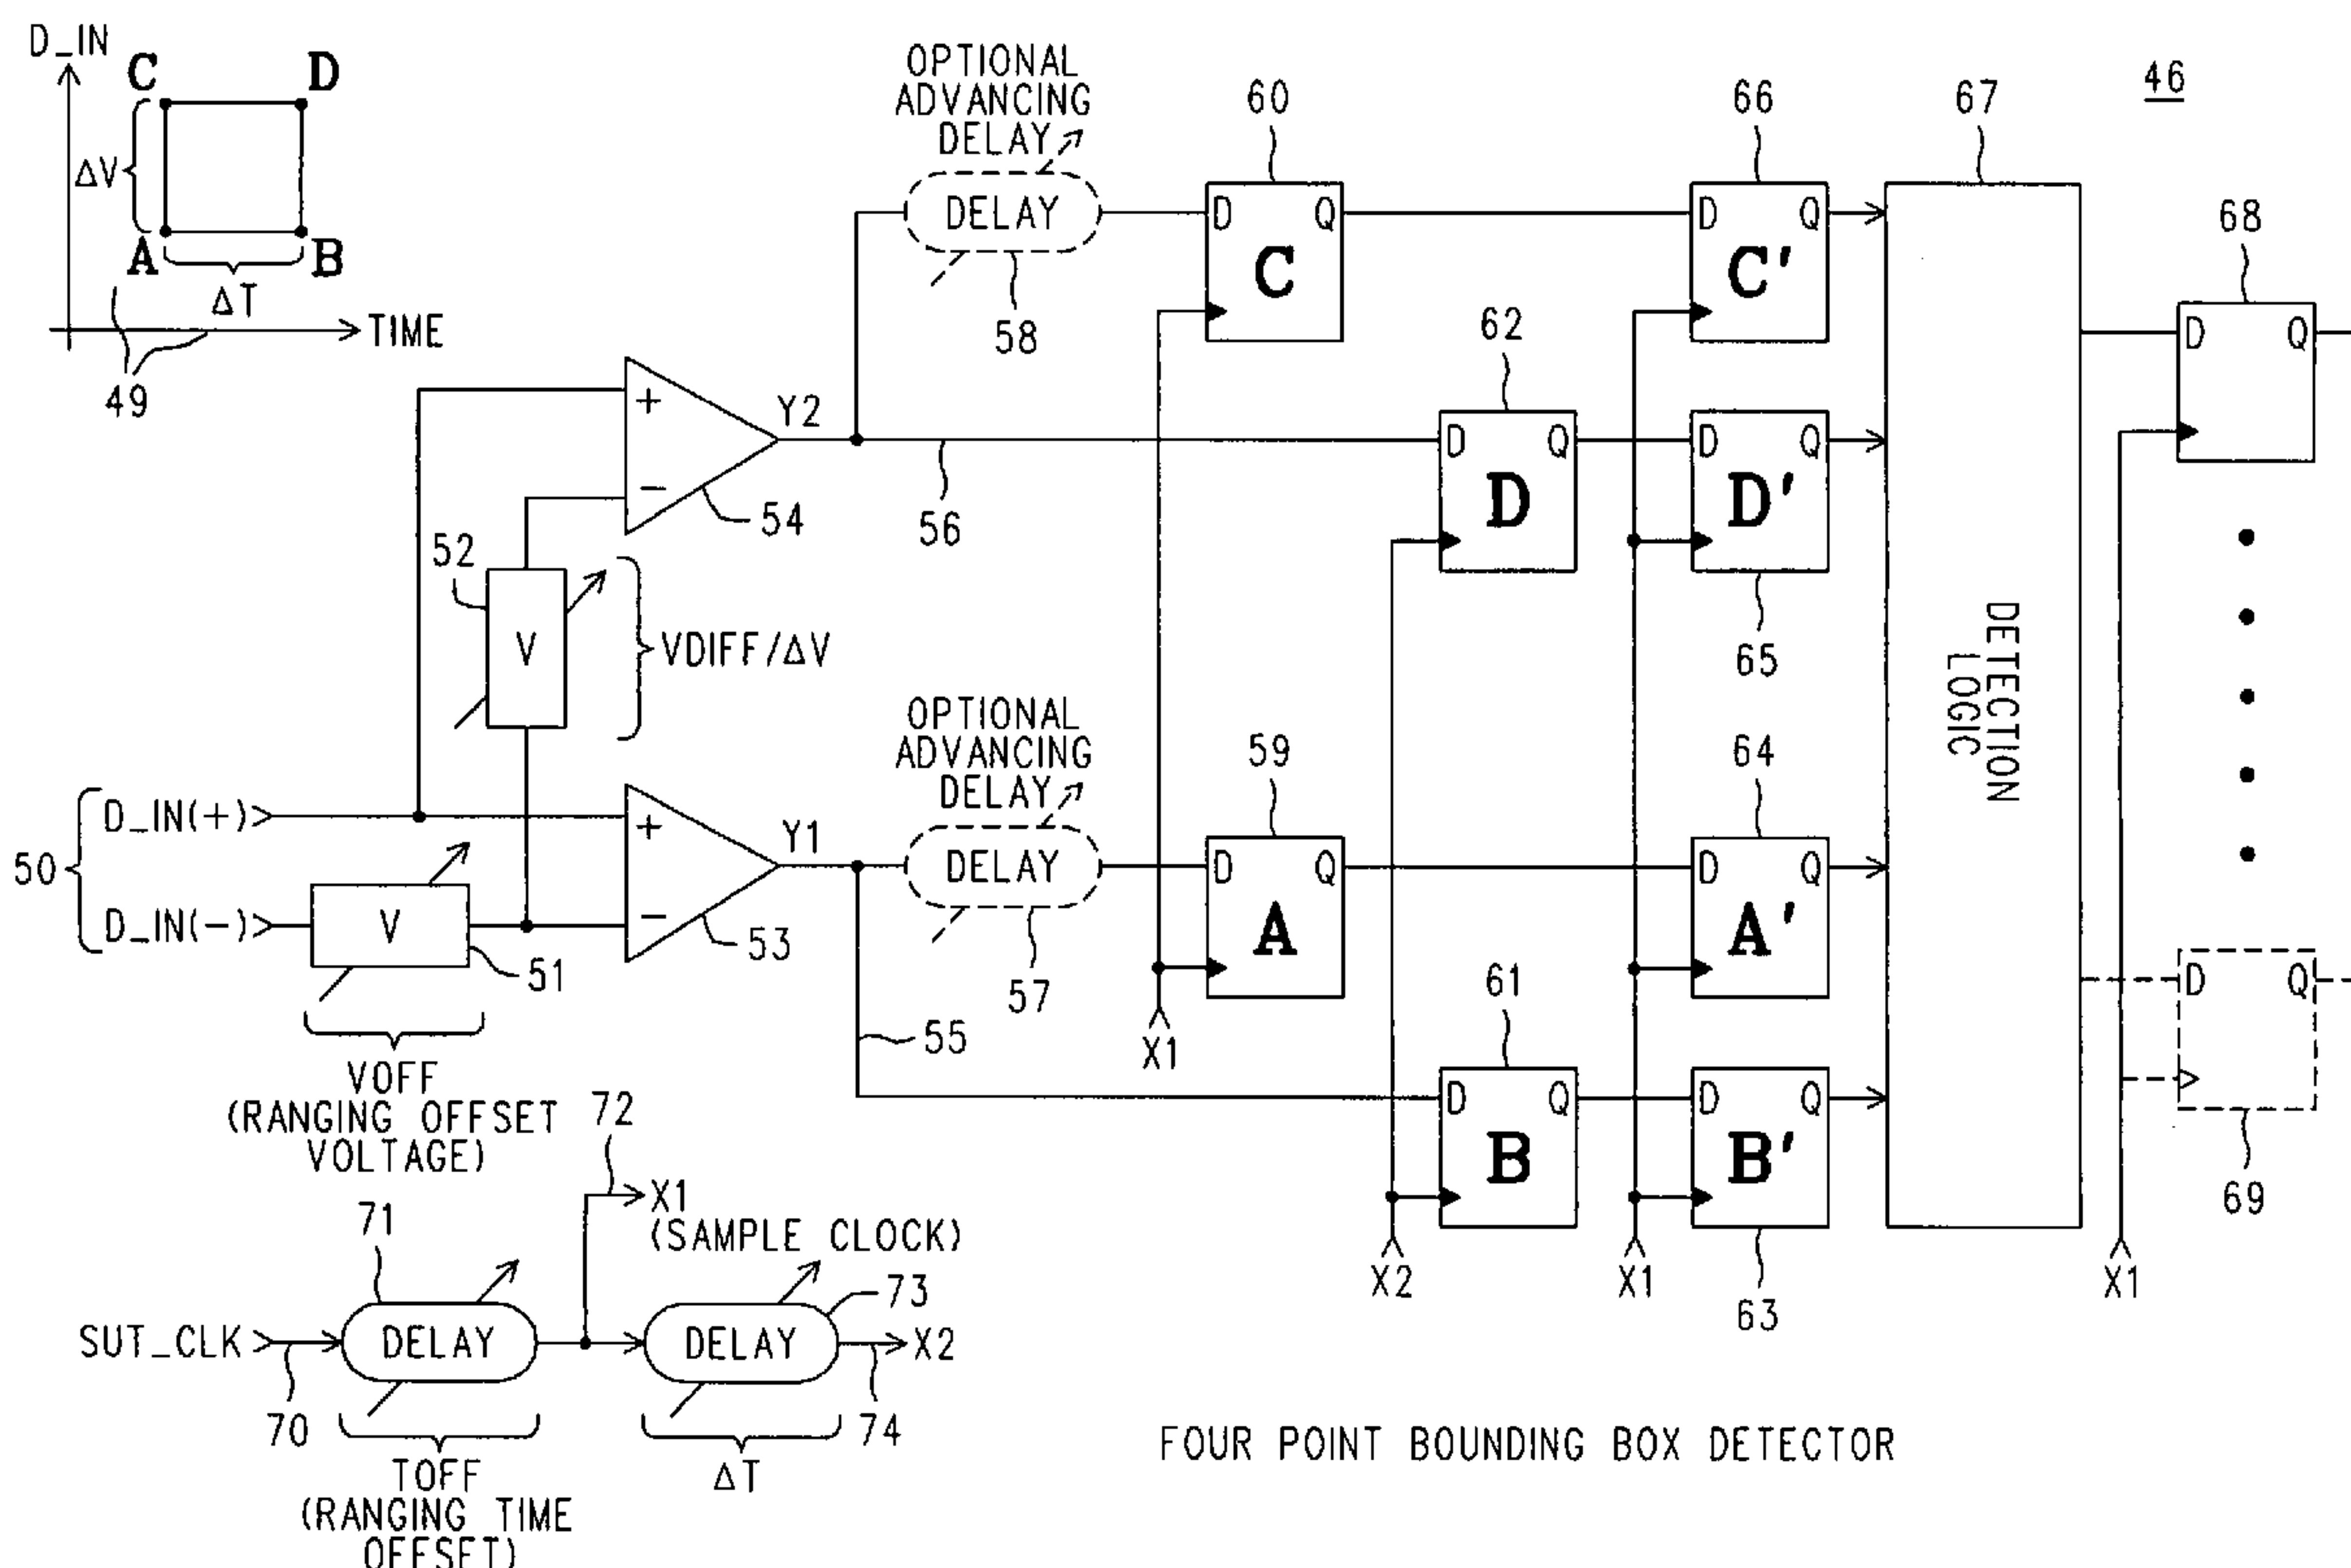 D_IN
C
D
ΔV
A
B
ΔT
TIME
49
OPTIONAL
ADVANCING
DELAY
DELAY
58
60
D
Q
C
66
D
Q
C'
67
46
68
D
Q
62
D
Q
D
D
Q
D'
65
DETECTION
LOGIC
+
−
Y2
54
56
52
V
VDIFF/ΔV
50
D_IN(+)
D_IN(−)
V
51
VOFF
(RANGING OFFSET
VOLTAGE)
+
−
Y1
53
55
OPTIONAL
ADVANCING
DELAY
DELAY
57
59
D
Q
A
X1
64
D
Q
A'
61
D
Q
B
X2
D
Q
B'
63
X1
D
Q
69
X1
72
X1
(SAMPLE CLOCK)
71
73
SUT_CLK
DELAY
DELAY
X2
70
74
TOFF
(RANGING TIME
OFFSET)
ΔT
FOUR POINT BOUNDING BOX DETECTOR